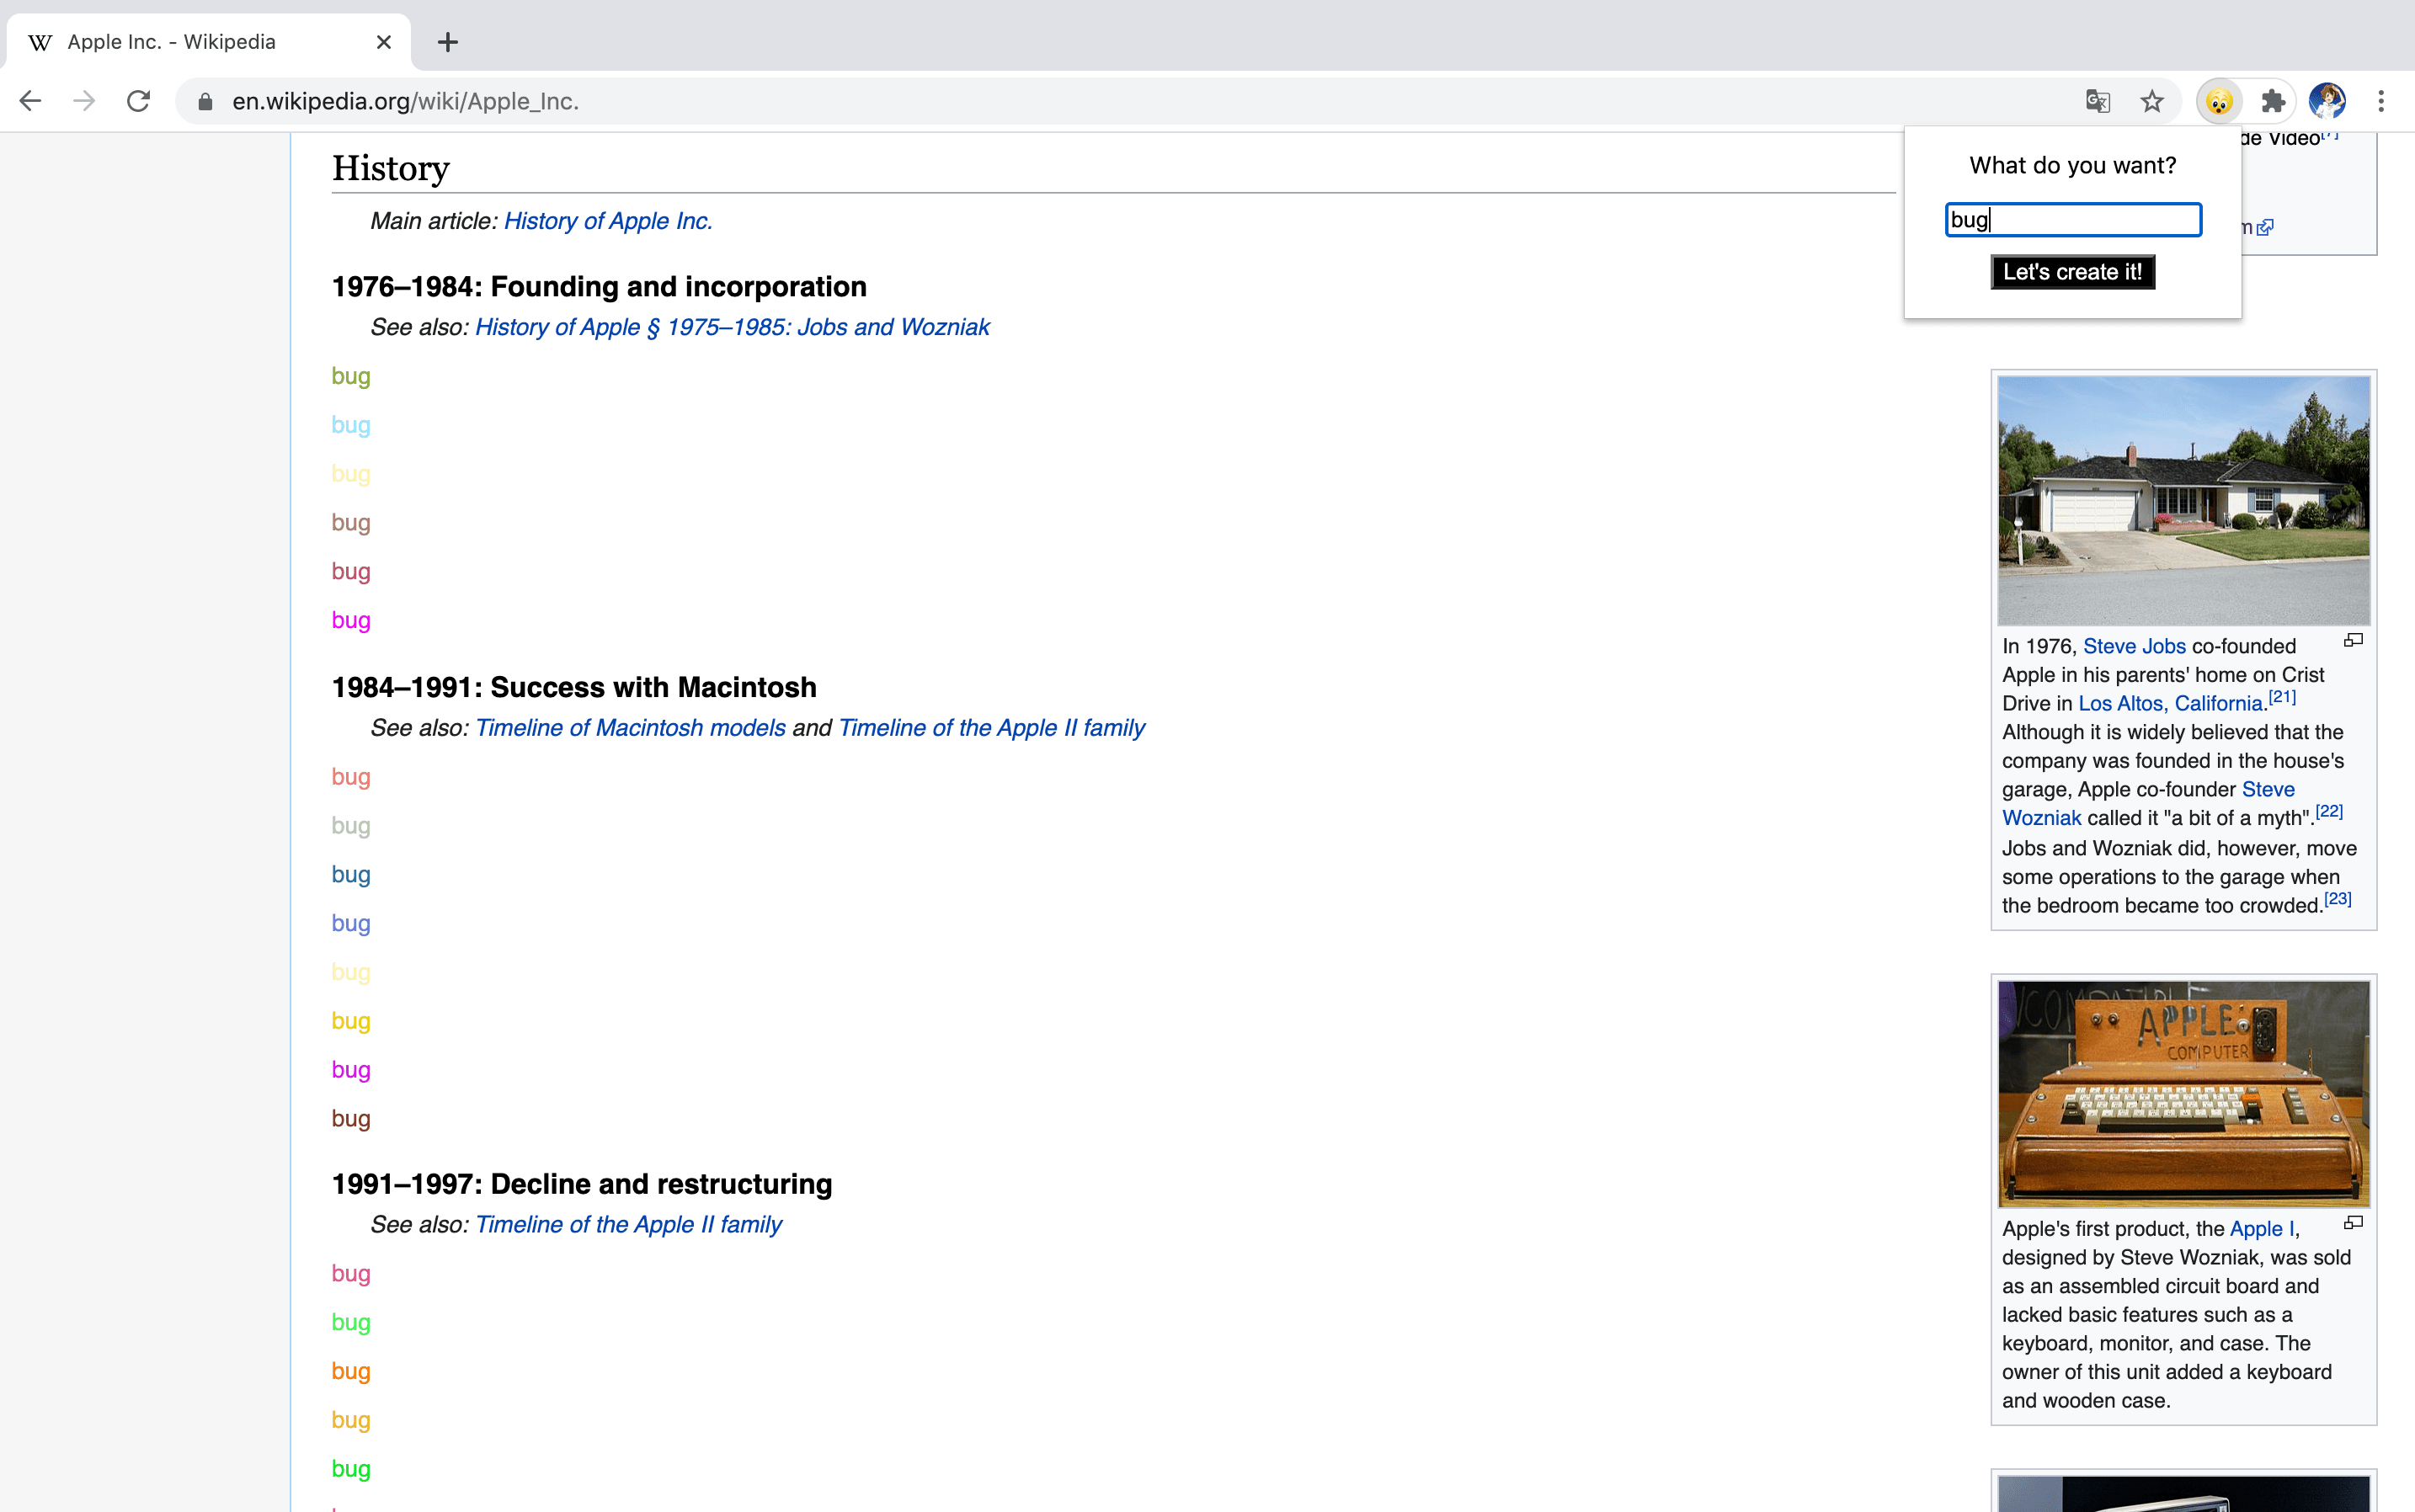 Apple Inc. - Wikipedia
en.wikipedia.org/wiki/Apple_Inc.
What do you want?
bug
Let's create it!
de Video[7]
m
History
Main article: History of Apple Inc.
1976–1984: Founding and incorporation
See also: History of Apple § 1975–1985: Jobs and Wozniak
bug
bug
bug
bug
bug
bug
1984–1991: Success with Macintosh
See also: Timeline of Macintosh models and Timeline of the Apple II family
bug
bug
bug
bug
bug
bug
bug
bug
1991–1997: Decline and restructuring
See also: Timeline of the Apple II family
bug
bug
bug
bug
bug
In 1976, Steve Jobs co-founded
Apple in his parents' home on Crist
Drive in Los Altos, California.[21]
Although it is widely believed that the
company was founded in the house's
garage, Apple co-founder Steve
Wozniak called it "a bit of a myth".[22]
Jobs and Wozniak did, however, move
some operations to the garage when
the bedroom became too crowded.[23]
APPLE
COMPUTER
Apple's first product, the Apple I,
designed by Steve Wozniak, was sold
as an assembled circuit board and
lacked basic features such as a
keyboard, monitor, and case. The
owner of this unit added a keyboard
and wooden case.